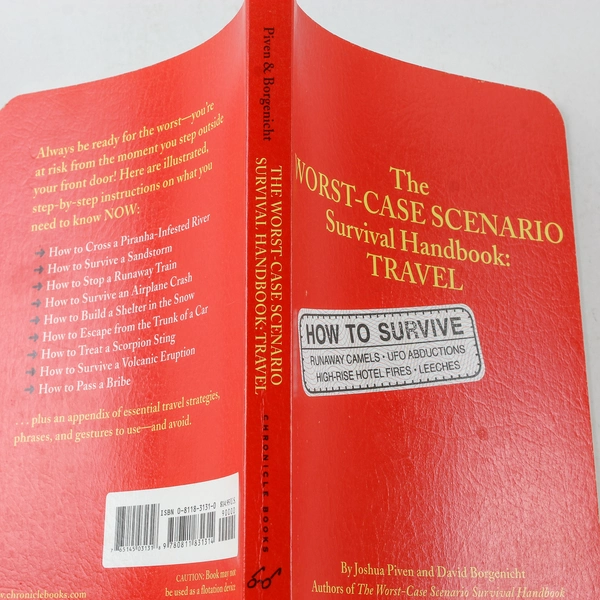 Always be ready for the worst—you're
at risk from the moment you step outside
your front door! Here are illustrated,
step-by-step instructions on what you
need to know NOW:
How to Cross a Piranha-Infested River
How to Survive a Sandstorm
How to Stop a Runaway Train
How to Survive an Airplane Crash
How to Build a Shelter in the Snow
How to Escape from the Trunk of a Car
How to Treat a Scorpion Sting
How to Survive a Volcanic Eruption
How to Pass a Bribe
. . . plus an appendix of essential travel strategies,
phrases, and gestures to use—and avoid.
ISBN 0-8118-3131-0
90000
9 780811 831314
CAUTION: Book may not
be used as a flotation device
w.chroniclebooks.com
Piven & Borgenicht
THE WORST-CASE SCENARIO
SURVIVAL HANDBOOK: TRAVEL
CHRONICLE BOOKS
The
WORST-CASE SCENARIO
Survival Handbook:
TRAVEL
HOW TO SURVIVE
RUNAWAY CAMELS • UFO ABDUCTIONS
HIGH-RISE HOTEL FIRES • LEECHES
By Joshua Piven and David Borgenicht
Authors of The Worst-Case Scenario Survival Handbook